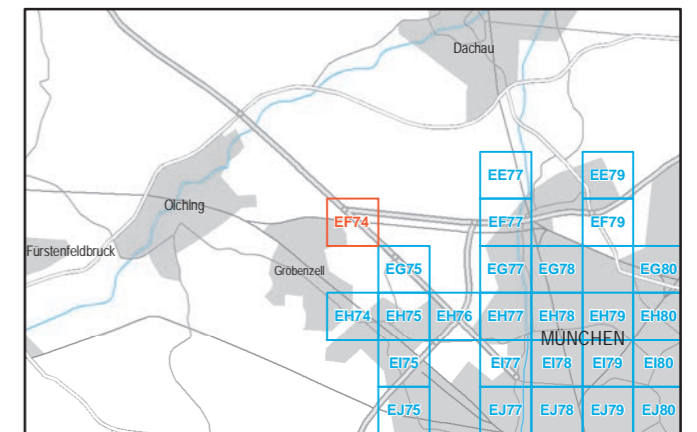 Dachau
EE77 EE79
Olching
EF74 EF77 EF79
Fürstenfeldbruck
Gröbenzell
EG75 EG77 EG78 EG80
EH74 EH75 EH76 EH77 EH78 EH79 EH80
MÜNCHEN
EI75 EI77 EI78 EI79 EI80
EJ75 EJ77 EJ78 EJ79 EJ80